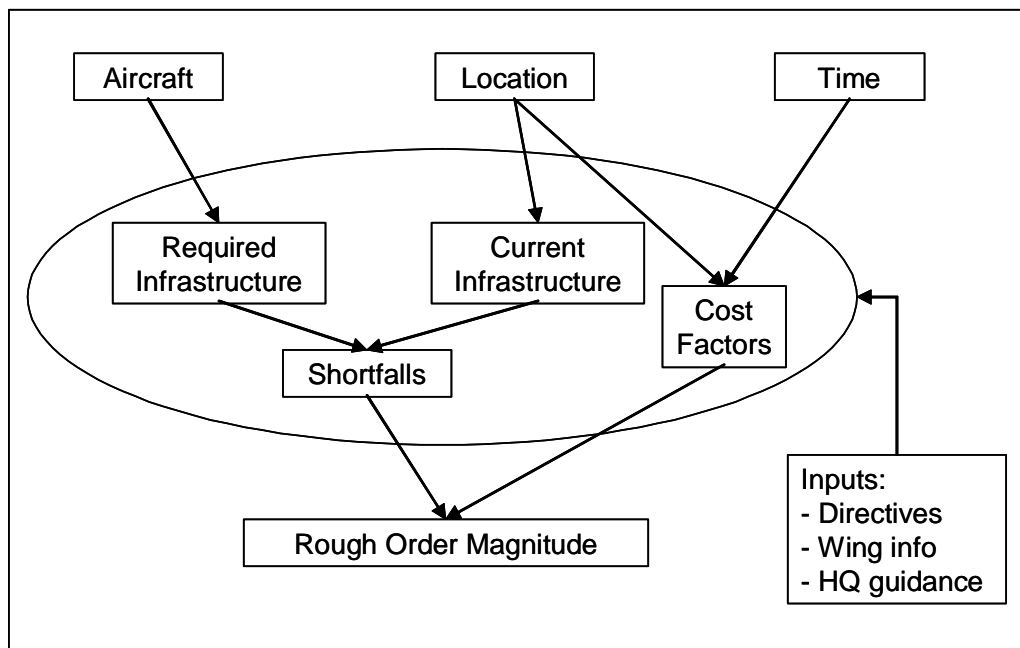 Aircraft
Location
Time
Required
Infrastructure
Current
Infrastructure
Cost
Factors
Shortfalls
Rough Order Magnitude
Inputs:
- Directives
- Wing info
- HQ guidance